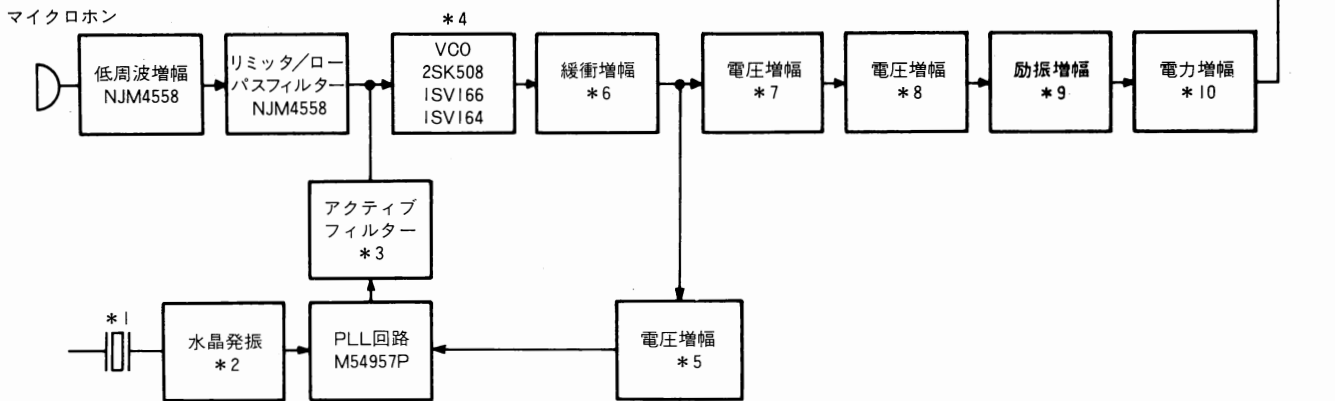 マイクロホン
低周波増幅
NJM4558
リミッタ/ロー
パスフィルター
NJM4558
*4
VCO
2SK508
1SV166
1SV164
緩衝増幅
*6
電圧増幅
*7
電圧増幅
*8
励振増幅
*9
電力増幅
*10
アクティブ
フィルター
*3
*1
水晶発振
*2
PLL回路
M54957P
電圧増幅
*5